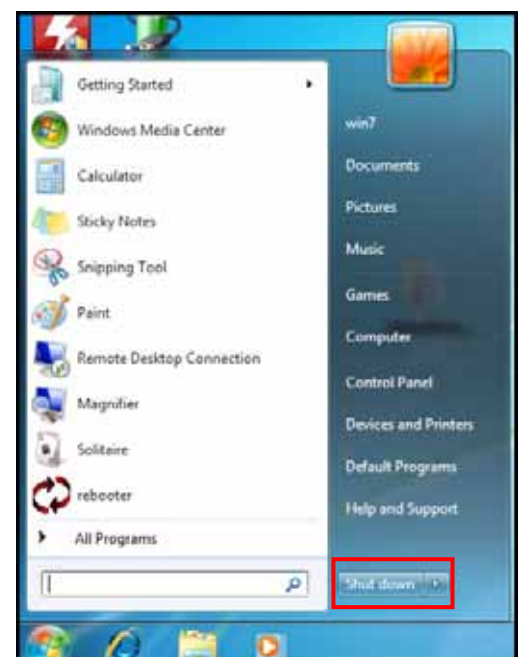 Getting Started
Windows Media Center
Calculator
Sticky Notes
Snipping Tool
Paint
Remote Desktop Connection
Magnifier
Solitaire
rebooter
All Programs
win7
Documents
Pictures
Music
Games
Computer
Control Panel
Devices and Printers
Default Programs
Help and Support
Shut down